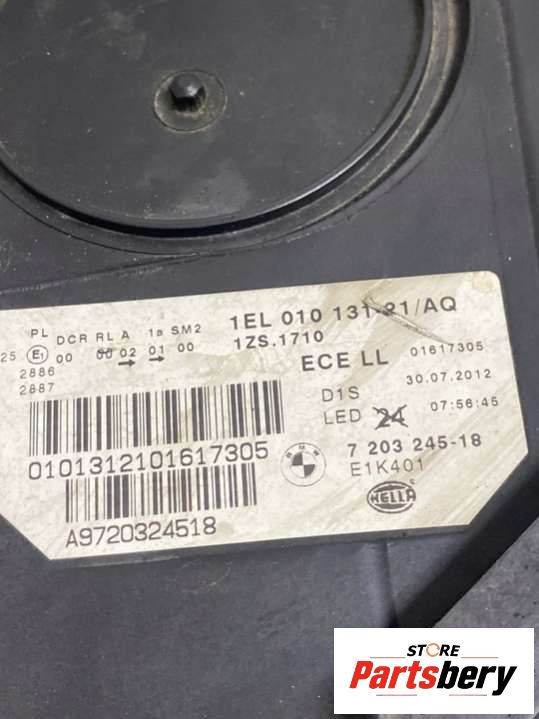 PL DCR RL A 1a SM2
25 E1 00 00 02 01 00
2886
2887
1EL 010 131-21/AQ
1ZS.1710
ECE LL 01617305
D1S 30.07.2012
LED 24 07:56:45
0101312101617305
BMW
7 203 245-18
E1K401
HELLA
A9720324518
STORE
Partsbery